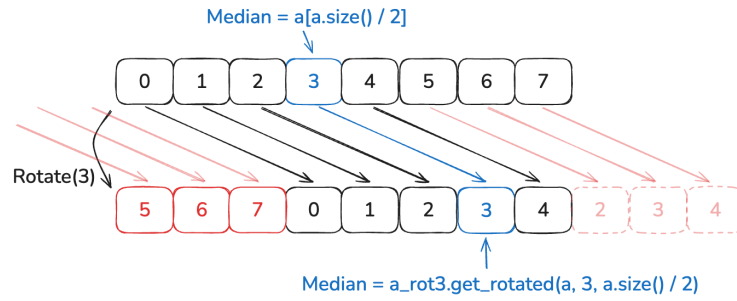 Median = a[a.size() / 2]
0 1 2 3 4 5 6 7
Rotate(3)
5 6 7 0 1 2 3 4 2 3 4
Median = a_rot3.get_rotated(a, 3, a.size() / 2)